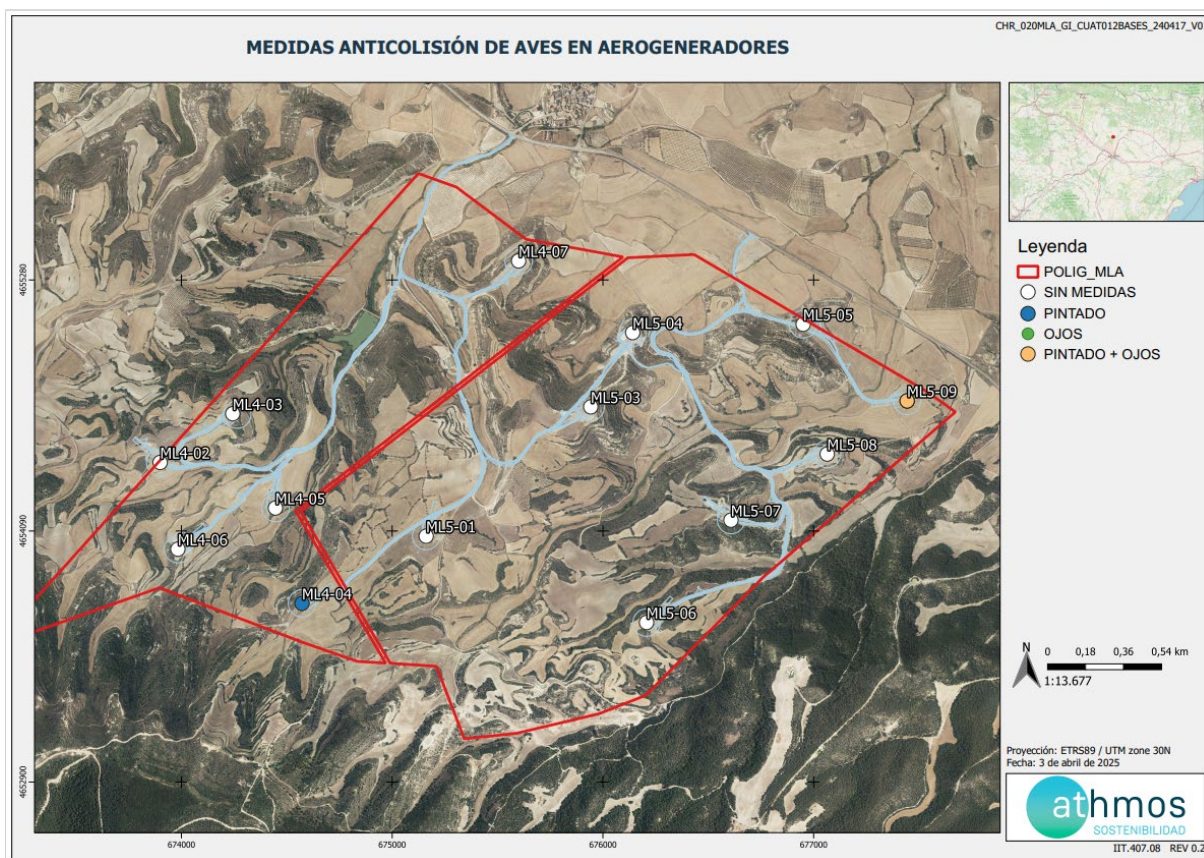 CHR_020MLA_GI_CUAT012BASES_240417_V0
MEDIDAS ANTICOLISIÓN DE AVES EN AEROGENERADORES
ML4-07
ML5-04
ML5-05
ML4-03
ML5-03
ML5-09
ML4-02
ML5-08
ML4-05
ML5-07
ML5-01
ML4-06
ML4-04
ML5-06
4655280
4654090
4652900
674000
675000
676000
677000
Leyenda
POLIG_MLA
SIN MEDIDAS
PINTADO
OJOS
PINTADO + OJOS
N
0 0,18 0,36 0,54 km
1:13.677
Proyección: ETRS89 / UTM zone 30N
Fecha: 3 de abril de 2025
athmos
SOSTENIBILIDAD
IIT.407.08 REV 0.2